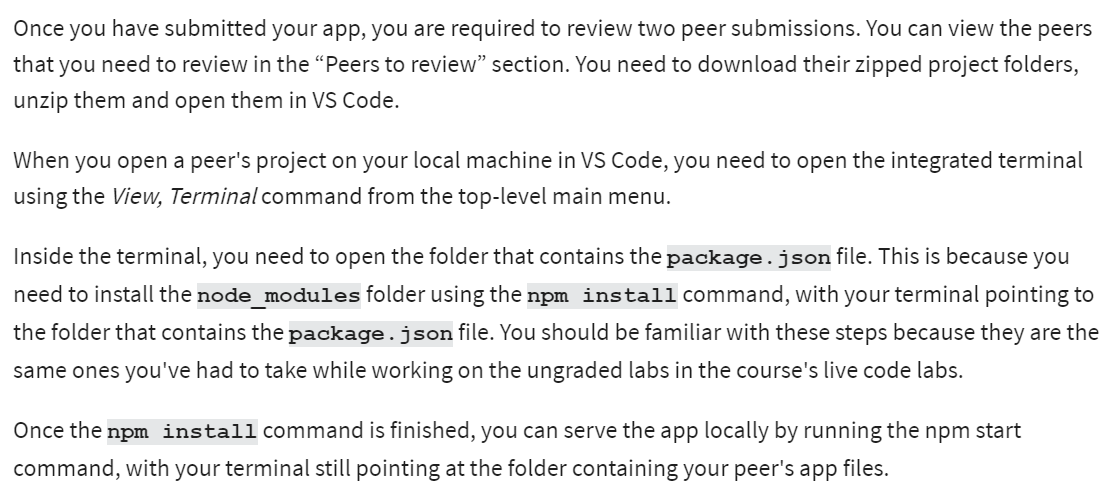 Once you have submitted your app, you are required to review two peer submissions. You can view the peers
that you need to review in the “Peers to review” section. You need to download their zipped project folders,
unzip them and open them in VS Code.
When you open a peer's project on your local machine in VS Code, you need to open the integrated terminal
using the View, Terminal command from the top-level main menu.
Inside the terminal, you need to open the folder that contains the package.json file. This is because you
need to install the node_modules folder using the npm install command, with your terminal pointing to
the folder that contains the package.json file. You should be familiar with these steps because they are the
same ones you've had to take while working on the ungraded labs in the course's live code labs.
Once the npm install command is finished, you can serve the app locally by running the npm start
command, with your terminal still pointing at the folder containing your peer's app files.